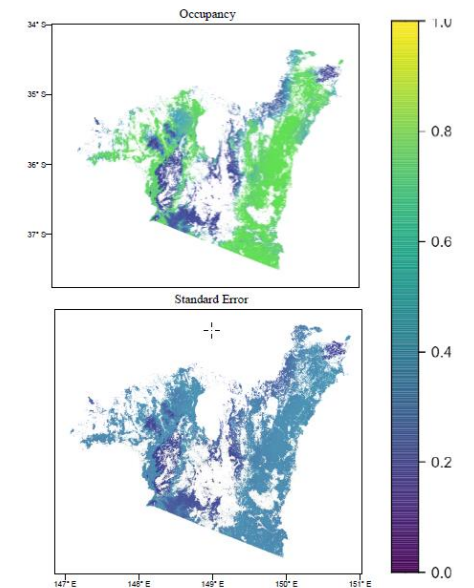 Occupancy
34° S
35° S
36° S
37° S
Standard Error
147° E
148° E
149° E
150° E
151° E
1.0
0.8
0.6
0.4
0.2
0.0